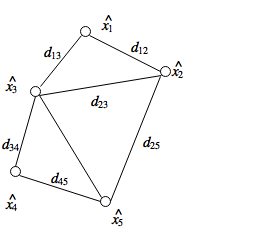 x̂₁
d₁₃
d₁₂
x̂₂
x̂₃
d₂₃
d₃₄
d₂₅
d₄₅
x̂₄
x̂₅